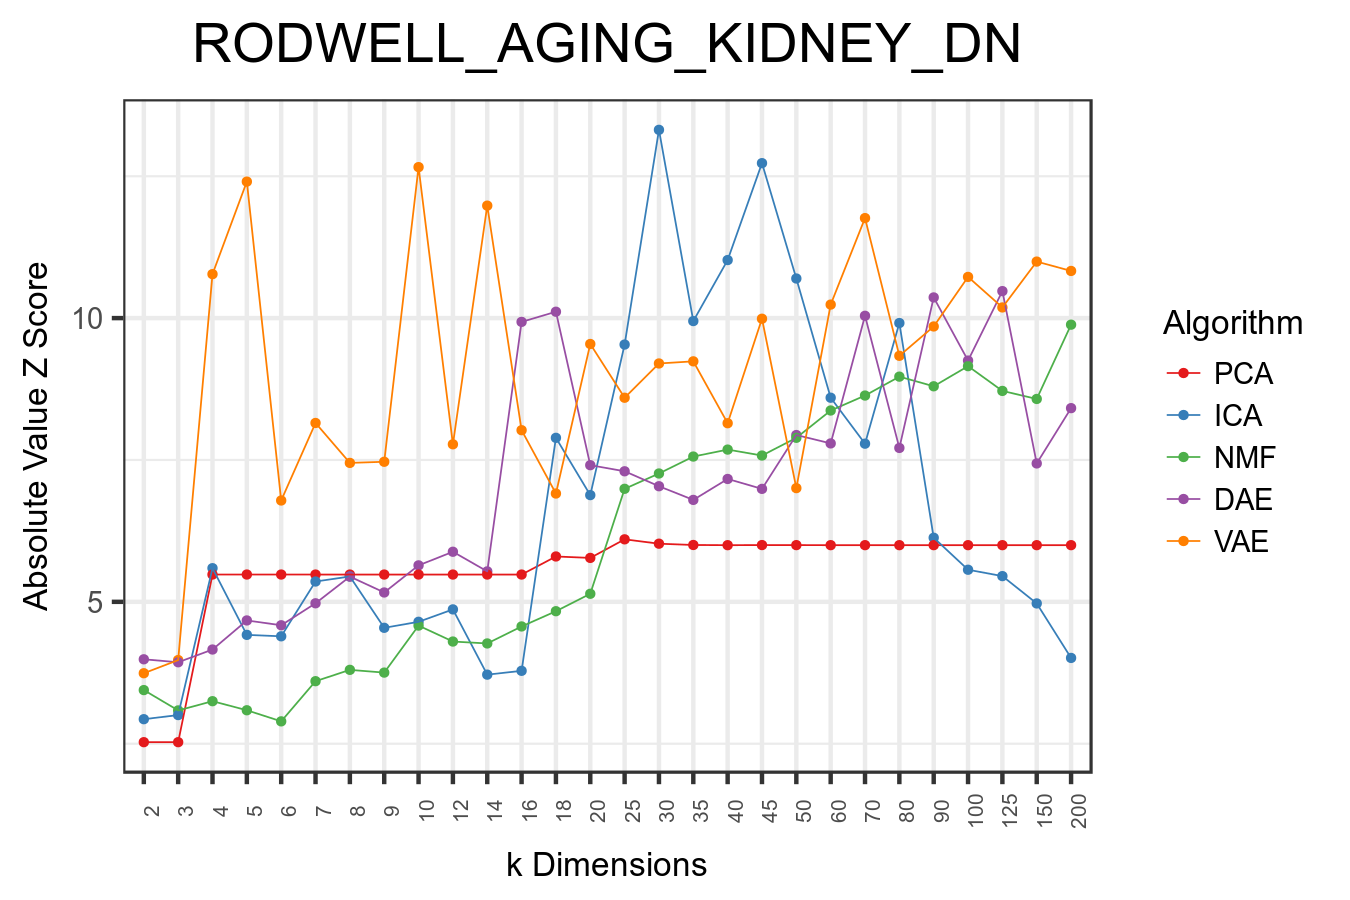 RODWELL_AGING_KIDNEY_DN
Absolute Value Z Score
10
5
2 3 4 5 6 7 8 9 10 12 14 16 18 20 25 30 35 40 45 50 60 70 80 90 100 125 150 200
k Dimensions
Algorithm
PCA
ICA
NMF
DAE
VAE